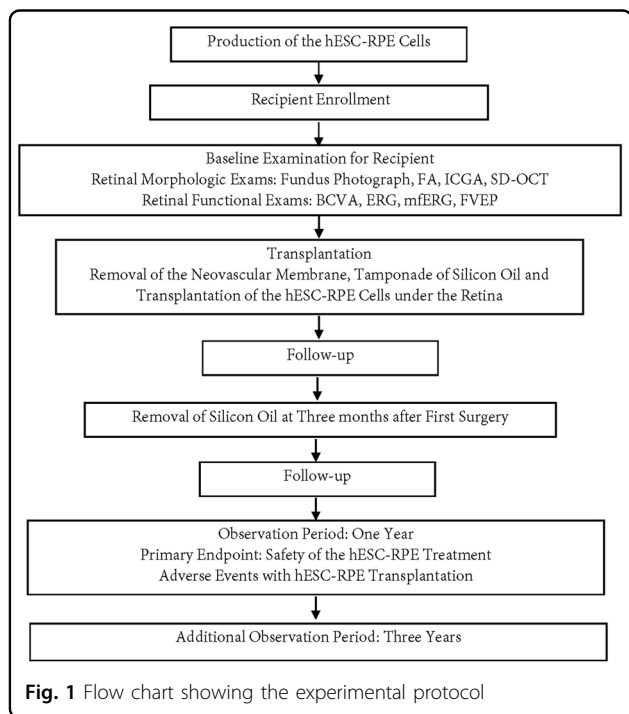 Production of the hESC-RPE Cells
Recipient Enrollment
Baseline Examination for Recipient
Retinal Morphologic Exams: Fundus Photograph, FA, ICGA, SD-OCT
Retinal Functional Exams: BCVA, ERG, mfERG, FVEP
Transplantation
Removal of the Neovascular Membrane, Tamponade of Silicon Oil and
Transplantation of the hESC-RPE Cells under the Retina
Follow-up
Removal of Silicon Oil at Three months after First Surgery
Follow-up
Observation Period: One Year
Primary Endpoint: Safety of the hESC-RPE Treatment
Adverse Events with hESC-RPE Transplantation
Additional Observation Period: Three Years
Fig. 1 Flow chart showing the experimental protocol